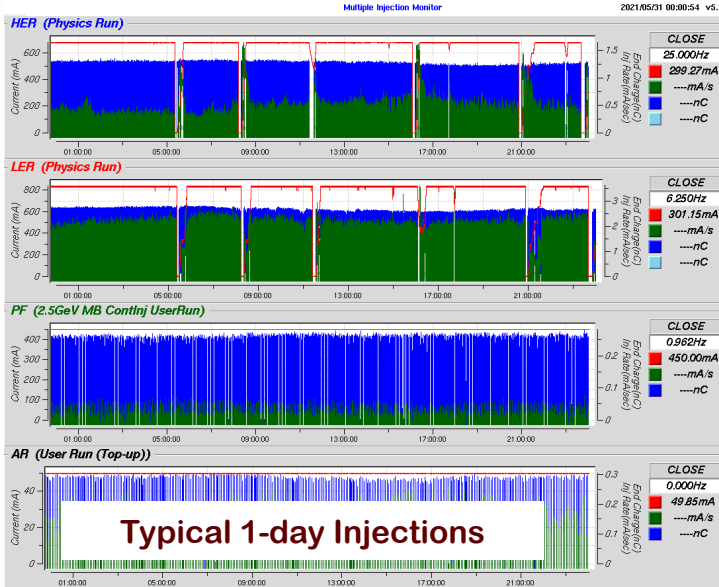 Multiple Injection Monitor
2021/05/31 00:00:54 v5.
HER (Physics Run)
600
400
200
0
Current (mA)
1.5
1
0.5
0
End Charge(nC)
Inj Rate(mA/sec)
01:00:00 05:00:00 09:00:00 13:00:00 17:00:00 21:00:00
CLOSE
25.000Hz
299.27mA
----mA/s
----nC
----nC
LER (Physics Run)
800
600
400
200
0
Current (mA)
3
2
1
0
End Charge(nC)
Inj Rate(mA/sec)
01:00:00 05:00:00 09:00:00 13:00:00 17:00:00 21:00:00
CLOSE
6.250Hz
301.15mA
----mA/s
----nC
----nC
PF (2.5GeV MB ContInj UserRun)
400
300
200
100
0
Current (mA)
0.2
0.1
0
End Charge(nC)
Inj Rate(mA/sec)
01:00:00 05:00:00 09:00:00 13:00:00 17:00:00 21:00:00
CLOSE
0.962Hz
450.00mA
----mA/s
----nC
AR (User Run (Top-up))
40
20
0
Current (mA)
0.3
0.2
0.1
0
End Charge(nC)
Inj Rate(mA/sec)
Typical 1-day Injections
01:00:00 05:00:00 09:00:00 13:00:00 17:00:00 21:00:00
CLOSE
0.000Hz
49.85mA
----mA/s
----nC